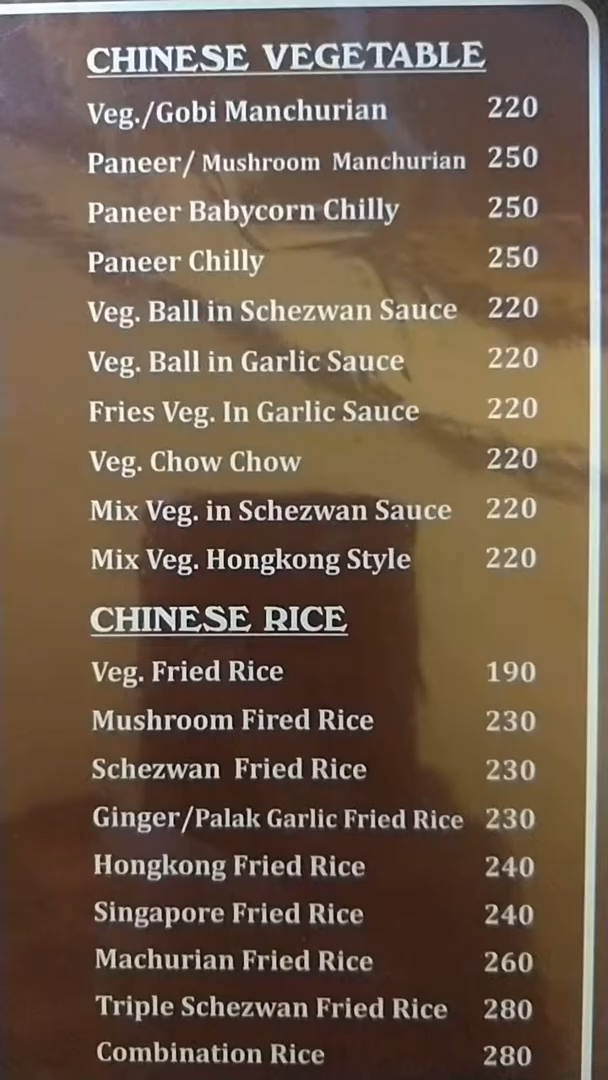 CHINESE VEGETABLE
Veg./Gobi Manchurian 220
Paneer/ Mushroom Manchurian 250
Paneer Babycorn Chilly 250
Paneer Chilly 250
Veg. Ball in Schezwan Sauce 220
Veg. Ball in Garlic Sauce 220
Fries Veg. In Garlic Sauce 220
Veg. Chow Chow 220
Mix Veg. in Schezwan Sauce 220
Mix Veg. Hongkong Style 220
CHINESE RICE
Veg. Fried Rice 190
Mushroom Fired Rice 230
Schezwan Fried Rice 230
Ginger/Palak Garlic Fried Rice 230
Hongkong Fried Rice 240
Singapore Fried Rice 240
Machurian Fried Rice 260
Triple Schezwan Fried Rice 280
Combination Rice 280